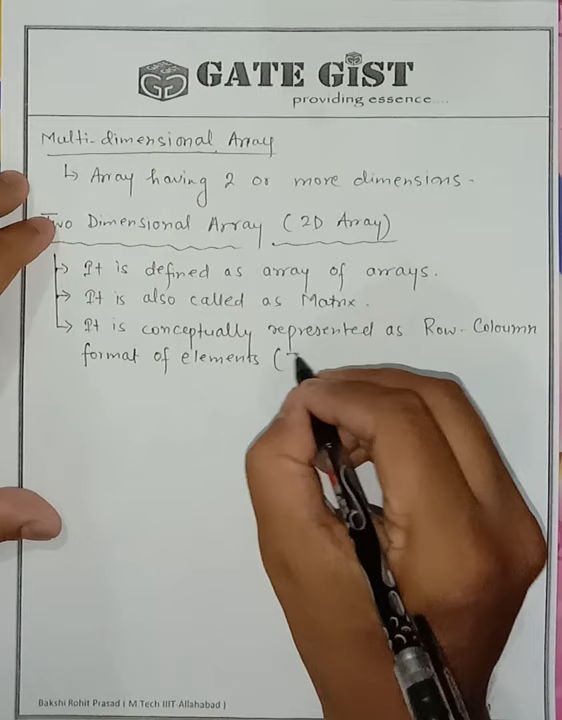 GATE GiST
providing essence....
Multi-dimensional Array
↳ Array having 2 or more dimensions.
Two Dimensional Array (2D Array)
↳ It is defined as array of arrays.
↳ It is also called as Matrix.
↳ It is conceptually represented as Row-Coloumn
format of elements (
Bakshi Rohit Prasad ( M.Tech IIIT Allahabad )